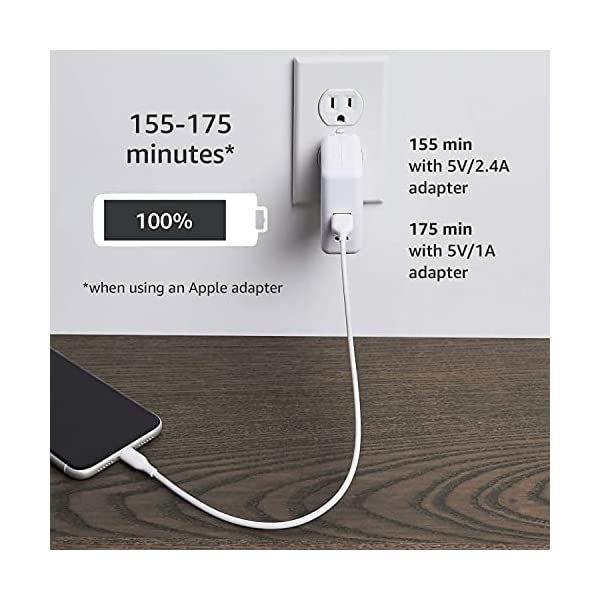 155-175
minutes*
100%
*when using an Apple adapter
155 min
with 5V/2.4A
adapter
175 min
with 5V/1A
adapter